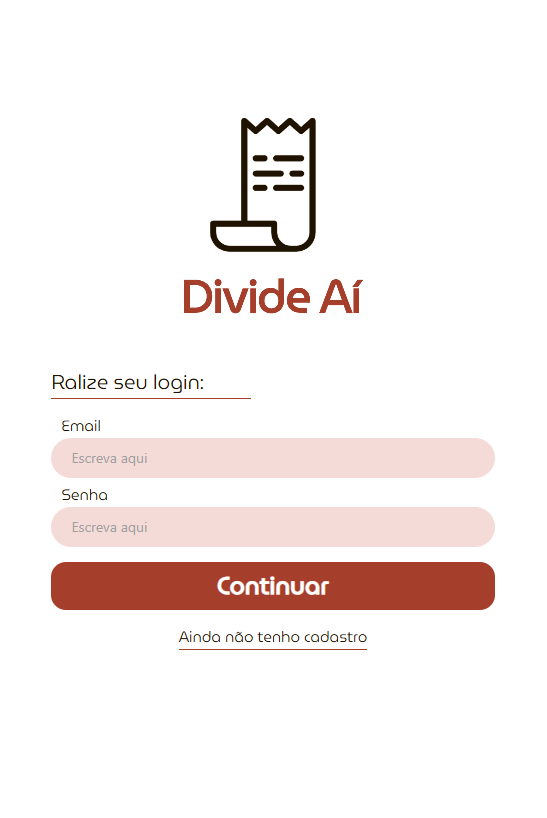 Divide Aí
Ralize seu login:
Email
Escreva aqui
Senha
Escreva aqui
Continuar
Ainda não tenho cadastro